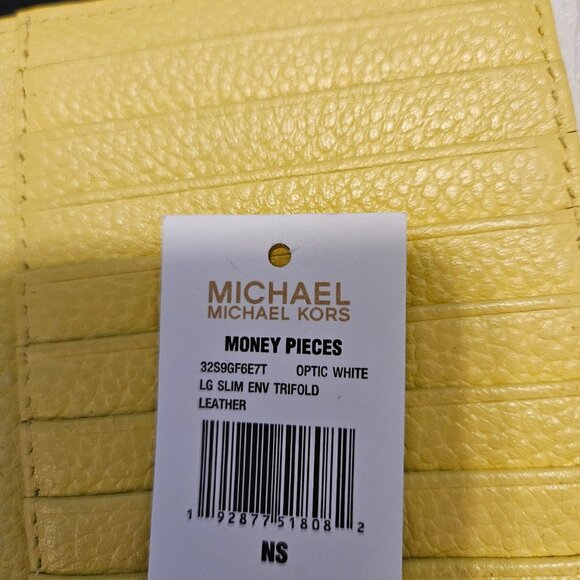 MICHAEL
MICHAEL KORS
MONEY PIECES
32S9GF6E7T OPTIC WHITE
LG SLIM ENV TRIFOLD
LEATHER
1 92877 51808 2
NS